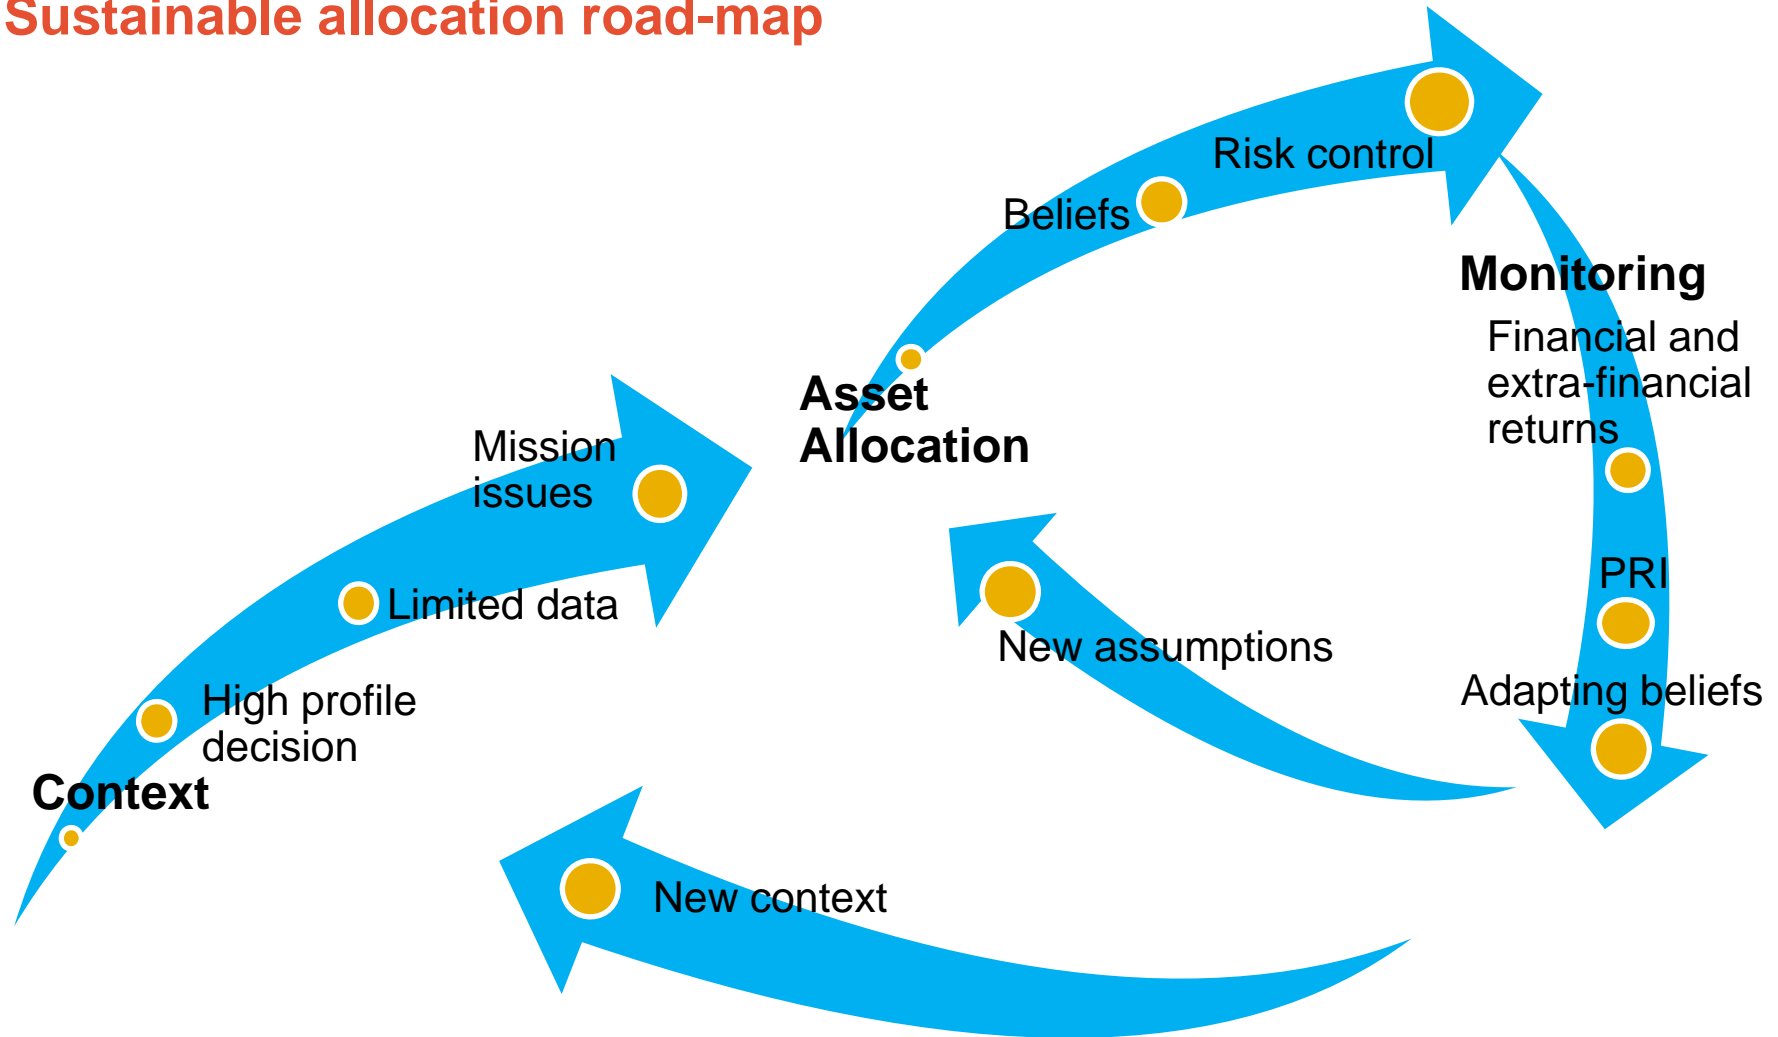 Sustainable allocation road-map
Risk control
Beliefs
Monitoring
Financial and
extra-financial
returns
Asset
Allocation
Mission
issues
PRI
Limited data
New assumptions
Adapting beliefs
High profile
decision
Context
New context